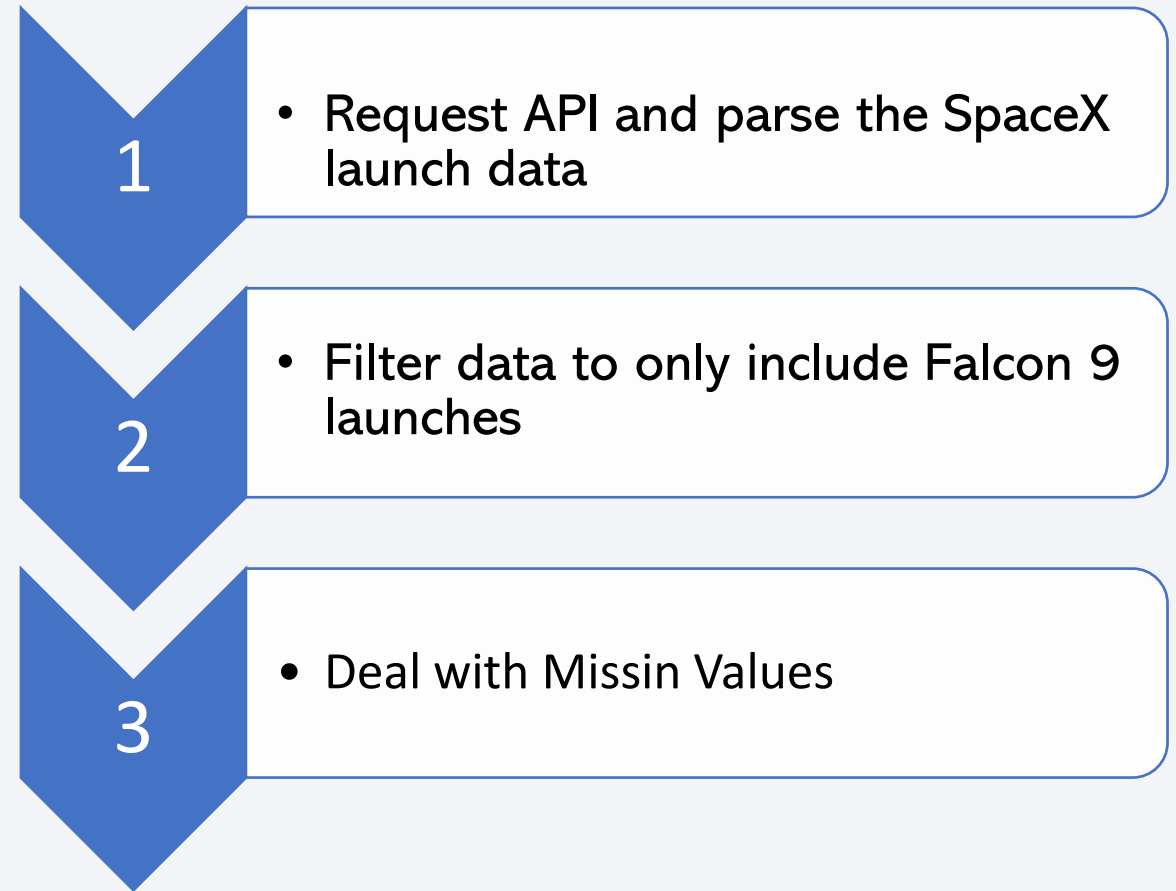 1
• Request API and parse the SpaceX
launch data
2
• Filter data to only include Falcon 9
launches
3
• Deal with Missin Values